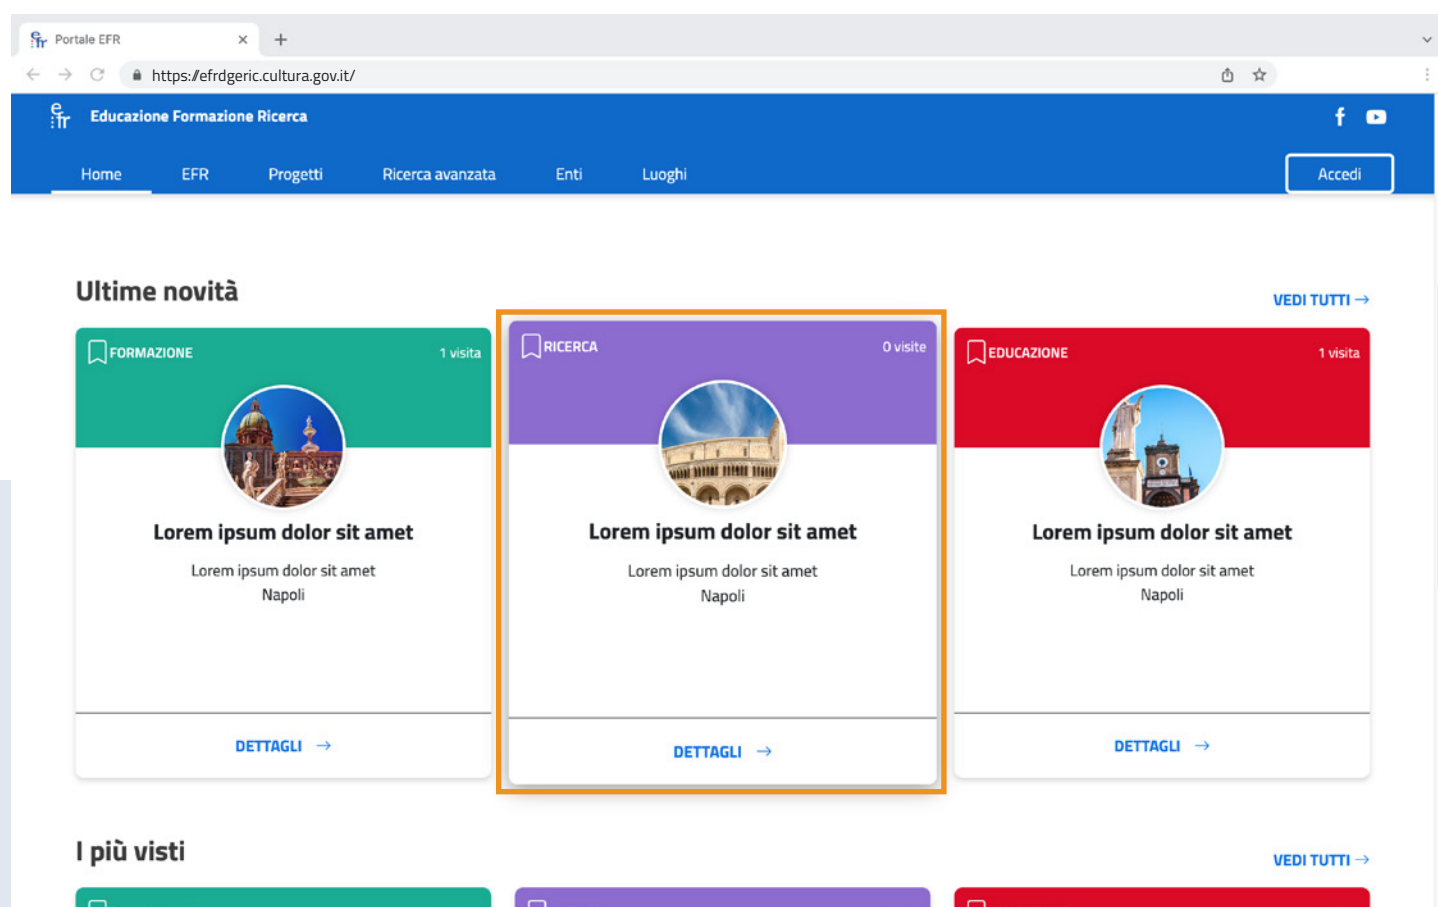 efr Portale EFR
https://efrdgeric.cultura.gov.it/
efr Educazione Formazione Ricerca
Home EFR Progetti Ricerca avanzata Enti Luoghi Accedi
Ultime novità
VEDI TUTTI →
FORMAZIONE 1 visita
Lorem ipsum dolor sit amet
Lorem ipsum dolor sit amet
Napoli
DETTAGLI →
RICERCA 0 visite
Lorem ipsum dolor sit amet
Lorem ipsum dolor sit amet
Napoli
DETTAGLI →
EDUCAZIONE 1 visita
Lorem ipsum dolor sit amet
Lorem ipsum dolor sit amet
Napoli
DETTAGLI →
I più visti
VEDI TUTTI →